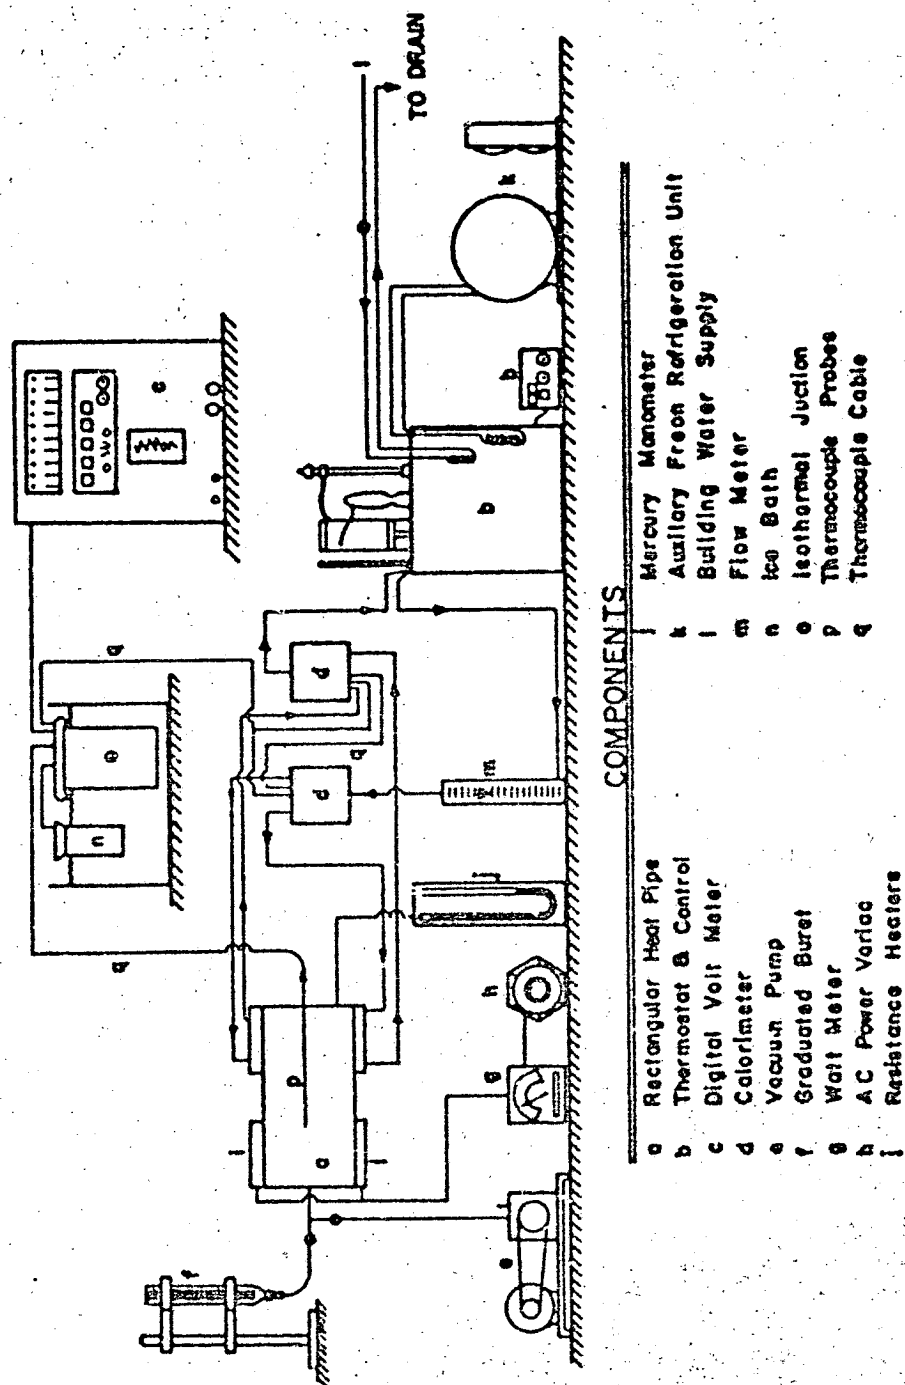 TO DRAIN
a
b
b
c
d
d
e
f
g
h
i
i
j
k
l
m
n
o
p
q
q
q
COMPONENTS
a Rectangular Heat Pipe
b Thermostat & Control
c Digital Volt Meter
d Calorimeter
e Vacuum Pump
f Graduated Buret
g Watt Meter
h AC Power Variac
i Resistance Heaters
j Mercury Manometer
k Auxilary Freon Refrigeration Unit
l Building Water Supply
m Flow Meter
n Ice Bath
o Isothermal Juction
p Thermocouple Probes
q Thermocouple Cable